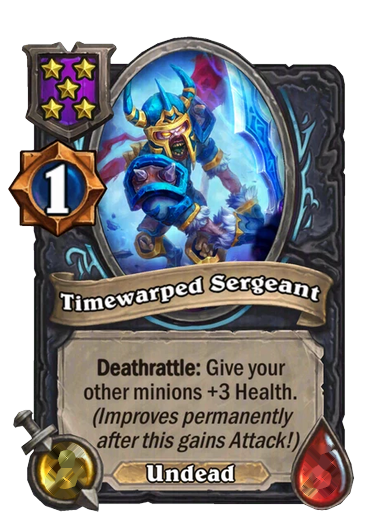 1
Timewarped Sergeant
Deathrattle: Give your
other minions +3 Health.
(Improves permanently
after this gains Attack!)
Undead